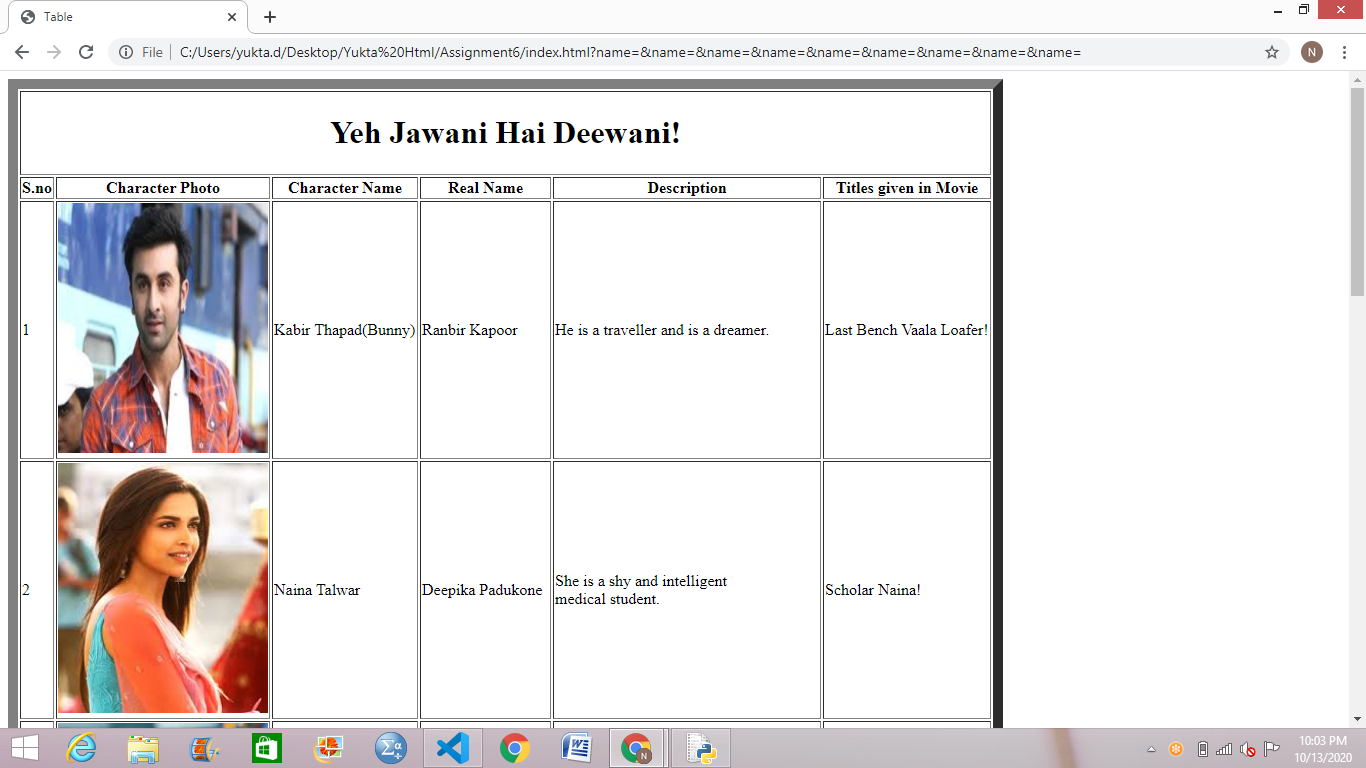 Table
File
C:/Users/yukta.d/Desktop/Yukta%20Html/Assignment6/index.html?name=&name=&name=&name=&name=&name=&name=&name=&name=
N
Yeh Jawani Hai Deewani!
S.no Character Photo Character Name Real Name Description Titles given in Movie
1 Kabir Thapad(Bunny) Ranbir Kapoor He is a traveller and is a dreamer. Last Bench Vaala Loafer!
2 Naina Talwar Deepika Padukone She is a shy and intelligent
medical student. Scholar Naina!
10:03 PM
10/13/2020